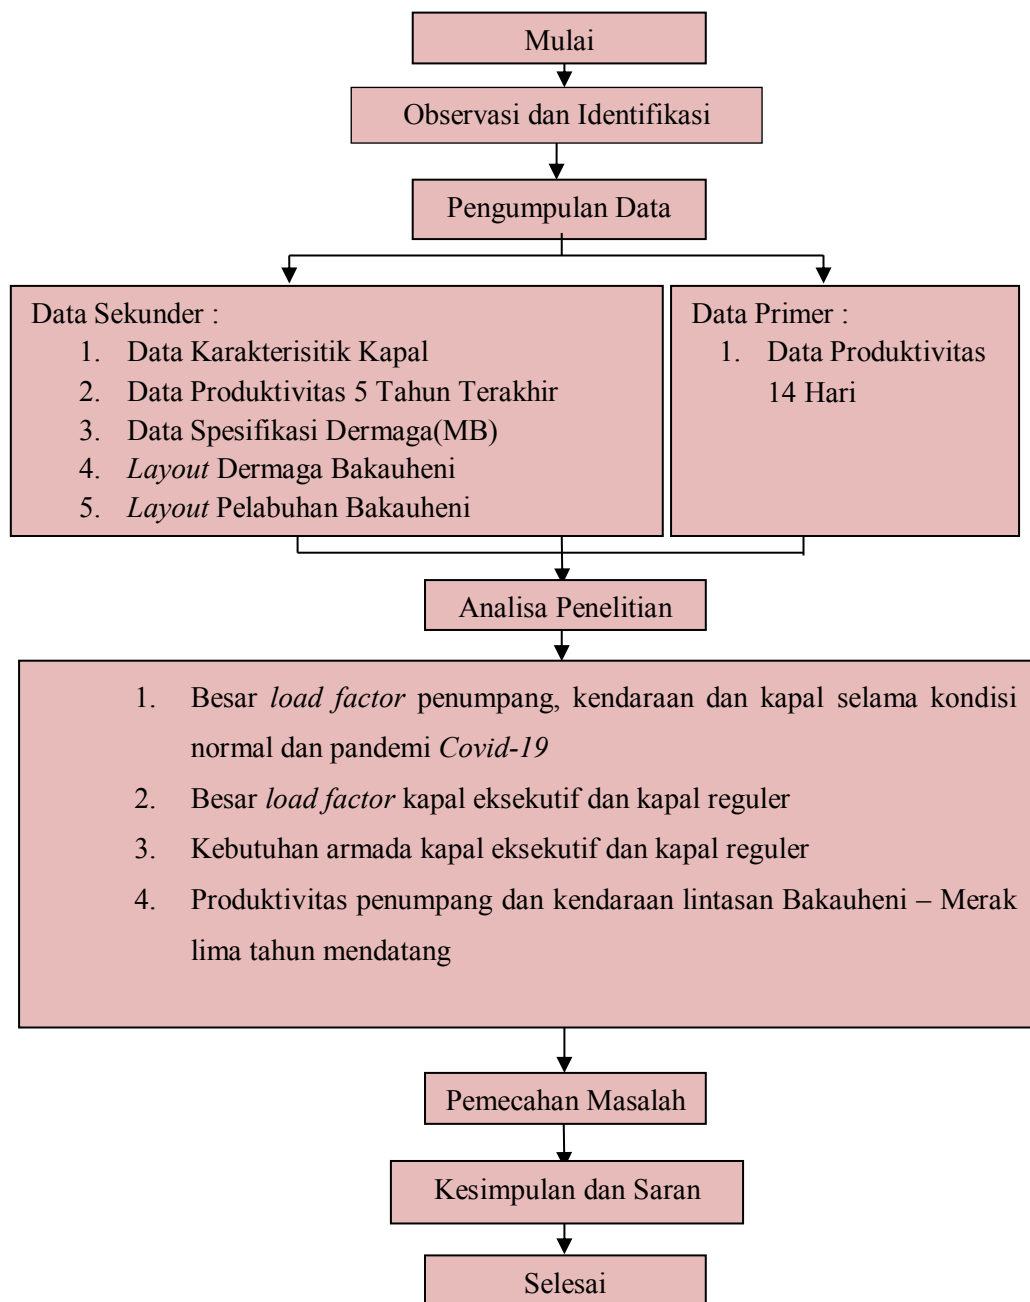 Mulai
Observasi dan Identifikasi
Pengumpulan Data
Data Sekunder :
1. Data Karakterisitik Kapal
2. Data Produktivitas 5 Tahun Terakhir
3. Data Spesifikasi Dermaga(MB)
4. Layout Dermaga Bakauheni
5. Layout Pelabuhan Bakauheni
Data Primer :
1. Data Produktivitas
14 Hari
Analisa Penelitian
1. Besar load factor penumpang, kendaraan dan kapal selama kondisi
normal dan pandemi Covid-19
2. Besar load factor kapal eksekutif dan kapal reguler
3. Kebutuhan armada kapal eksekutif dan kapal reguler
4. Produktivitas penumpang dan kendaraan lintasan Bakauheni – Merak
lima tahun mendatang
Pemecahan Masalah
Kesimpulan dan Saran
Selesai